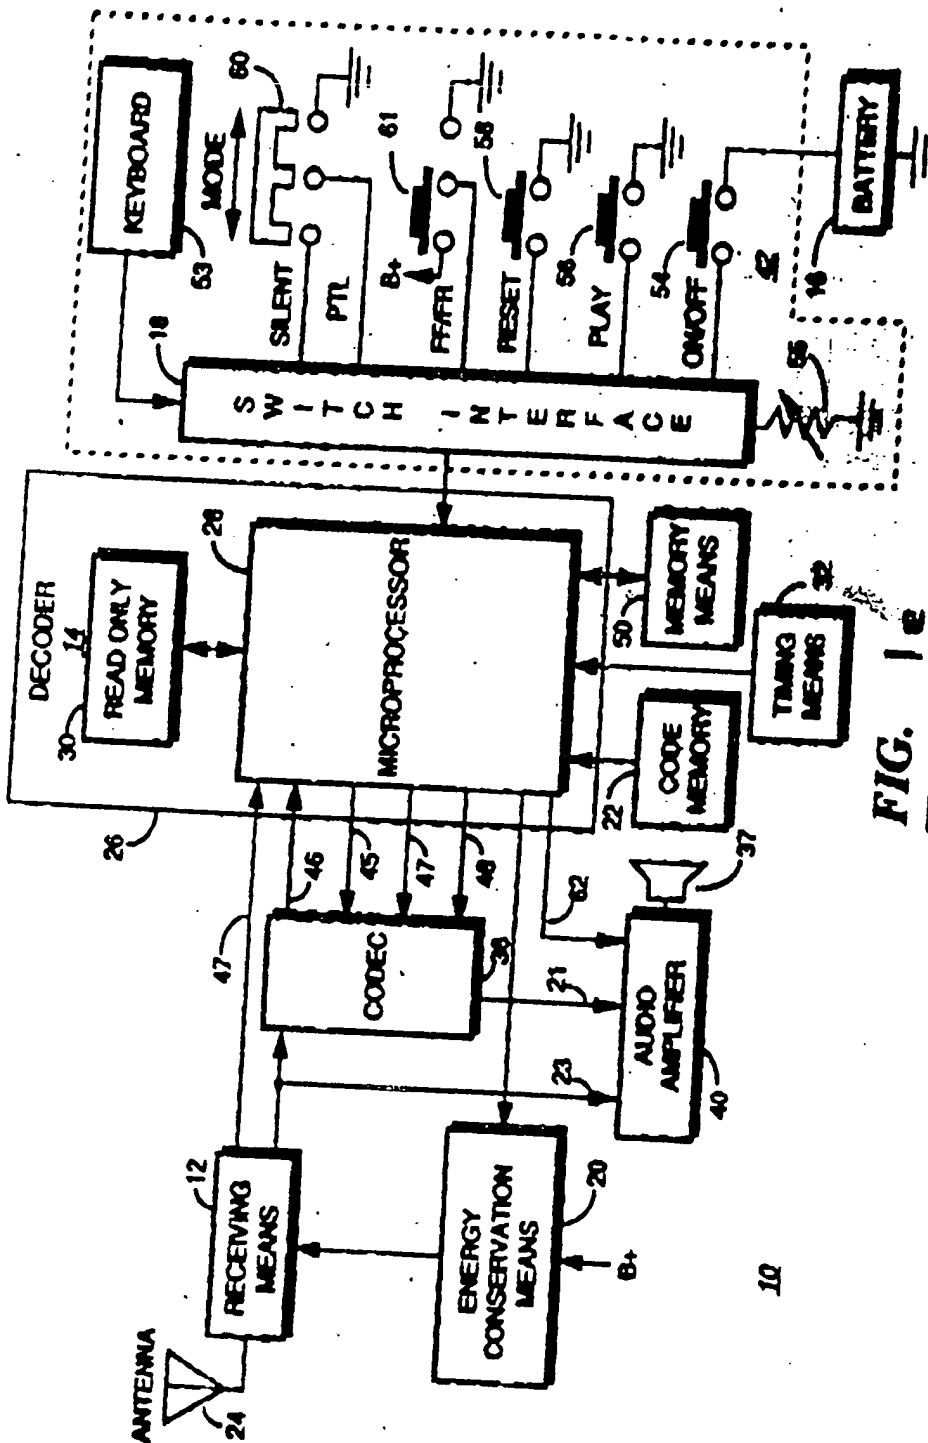 ANTENNA
24
RECEIVING
MEANS
12
47
ENERGY
CONSERVATION
MEANS
20
B+
10
CODEC
46
45
47
48
21
23
62
AUDIO
AMPLIFIER
40
37
26
DECODER
14
READ ONLY
MEMORY
30
MICROPROCESSOR
28
CODE
MEMORY
22
MEMORY
MEANS
50
TIMING
MEANS
32
KEYBOARD
53
18
SWITCH INTERFACE
MODE
60
SILENT
PTL
B+
FF/FR
61
RESET
58
PLAY
56
ON/OFF
54
BATTERY
16
FIG. 1